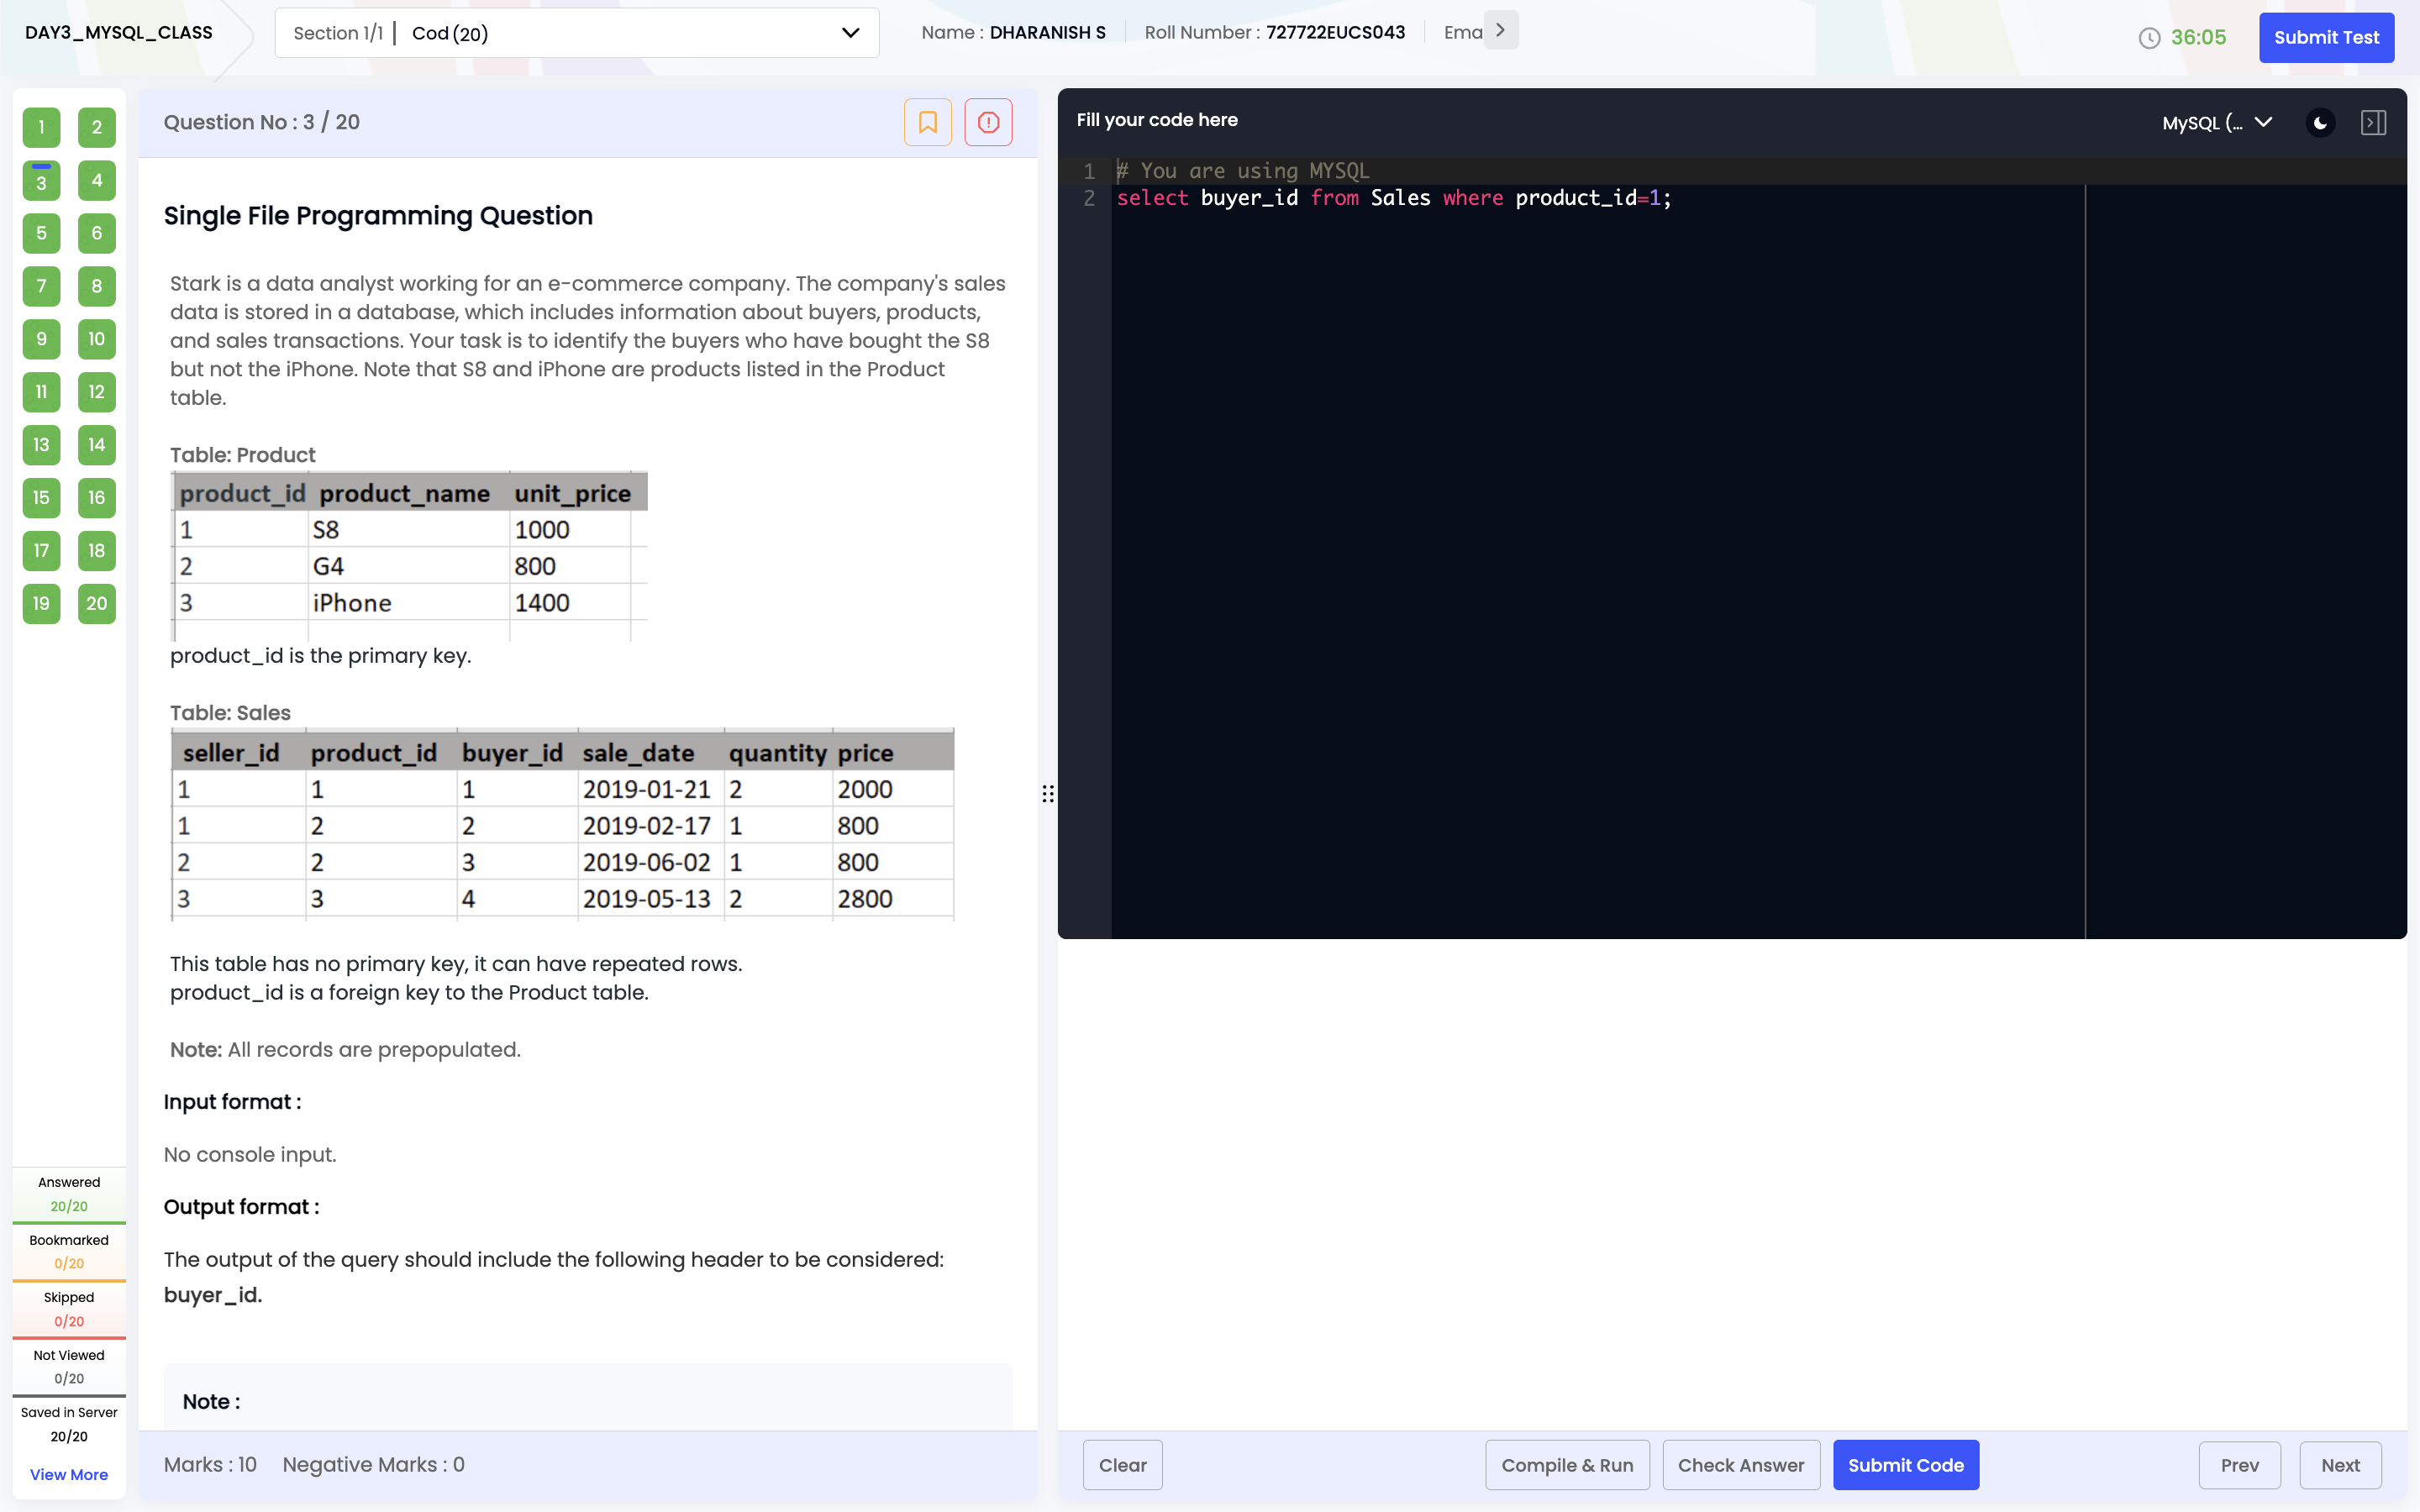 DAY3_MYSQL_CLASS
Section 1/1 | Cod (20)
Name : DHARANISH S
Roll Number : 727722EUCS043
Ema
36:05
Submit Test
1 2
3 4
5 6
7 8
9 10
11 12
13 14
15 16
17 18
19 20
Answered
20/20
Bookmarked
0/20
Skipped
0/20
Not Viewed
0/20
Saved in Server
20/20
View More
Question No : 3 / 20
Single File Programming Question
Stark is a data analyst working for an e-commerce company. The company's sales
data is stored in a database, which includes information about buyers, products,
and sales transactions. Your task is to identify the buyers who have bought the S8
but not the iPhone. Note that S8 and iPhone are products listed in the Product
table.
Table: Product
product_id product_name unit_price
1 S8 1000
2 G4 800
3 iPhone 1400
product_id is the primary key.
Table: Sales
seller_id product_id buyer_id sale_date quantity price
1 1 1 2019-01-21 2 2000
1 2 2 2019-02-17 1 800
2 2 3 2019-06-02 1 800
3 3 4 2019-05-13 2 2800
This table has no primary key, it can have repeated rows.
product_id is a foreign key to the Product table.
Note: All records are prepopulated.
Input format :
No console input.
Output format :
The output of the query should include the following header to be considered:
buyer_id.
Note :
Marks : 10 Negative Marks : 0
Fill your code here
MySQL (...
1 # You are using MYSQL
2 select buyer_id from Sales where product_id=1;
Clear
Compile & Run
Check Answer
Submit Code
Prev
Next